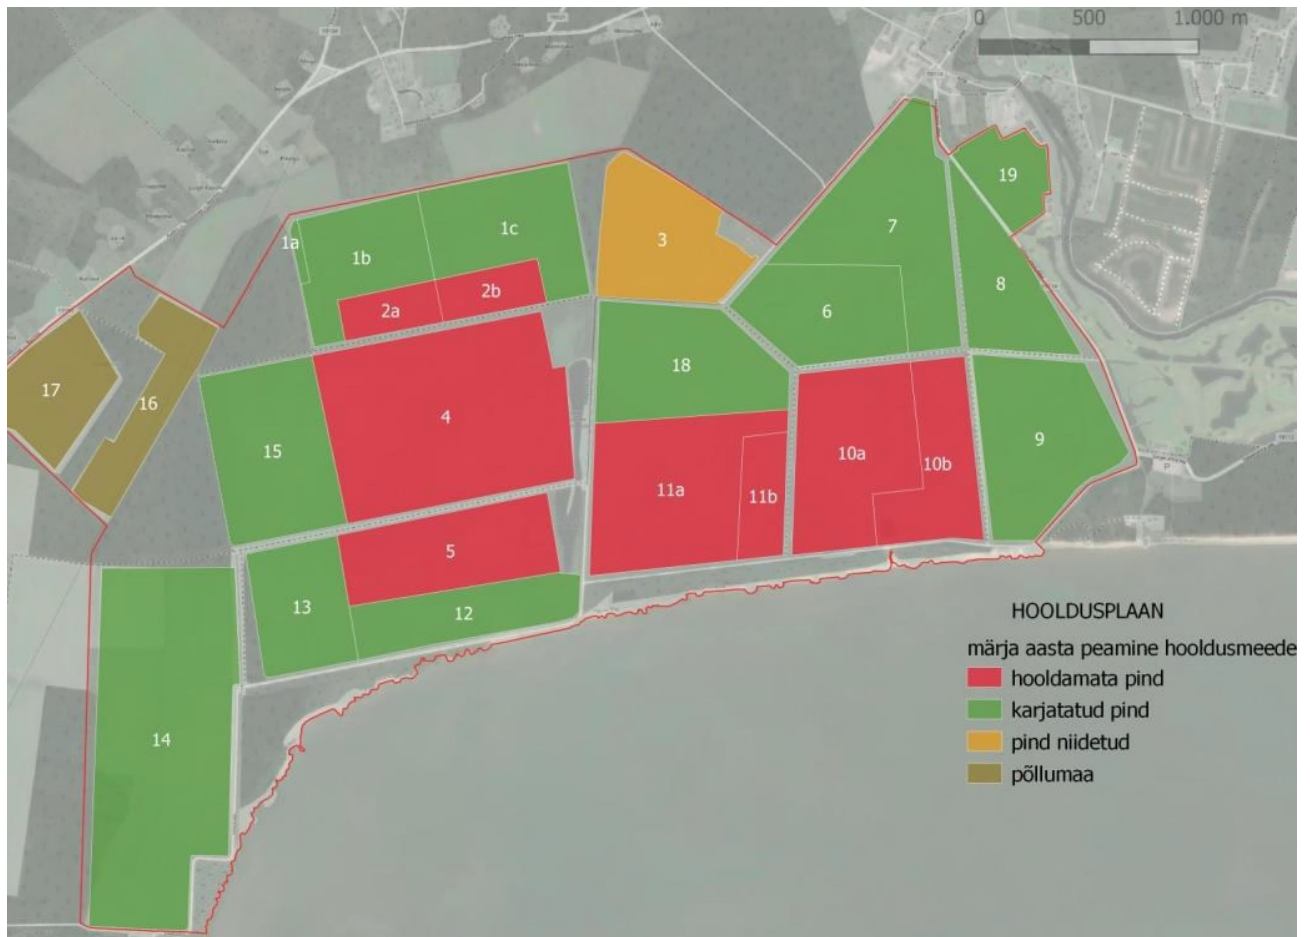 0 500 1.000 m
19
1a
1b
1c
3
7
2a
2b
6
8
17
16
18
4
15
9
10a
10b
11a
11b
5
13
12
14
HOOLDUSPLAAN
märja aasta peamine hooldusmeede
hooldamata pind
karjatatud pind
pind niidetud
põllumaa
P